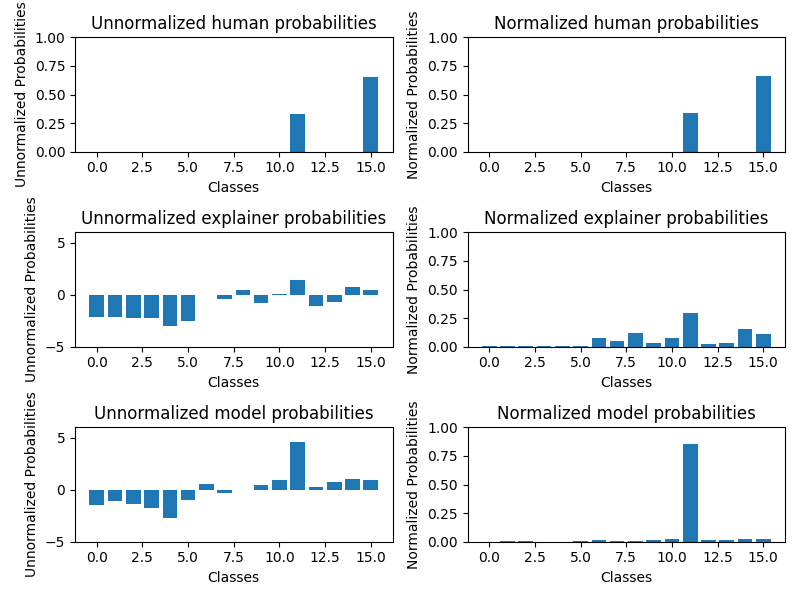 Unnormalized human probabilities
Unnormalized Probabilities
1.00
0.75
0.50
0.25
0.00
0.0 2.5 5.0 7.5 10.0 12.5 15.0
Classes
Normalized human probabilities
Normalized Probabilities
1.00
0.75
0.50
0.25
0.00
0.0 2.5 5.0 7.5 10.0 12.5 15.0
Classes
Unnormalized explainer probabilities
Unnormalized Probabilities
5
0
−5
0.0 2.5 5.0 7.5 10.0 12.5 15.0
Classes
Normalized explainer probabilities
Normalized Probabilities
1.00
0.75
0.50
0.25
0.00
0.0 2.5 5.0 7.5 10.0 12.5 15.0
Classes
Unnormalized model probabilities
Unnormalized Probabilities
5
0
−5
0.0 2.5 5.0 7.5 10.0 12.5 15.0
Classes
Normalized model probabilities
Normalized Probabilities
1.00
0.75
0.50
0.25
0.00
0.0 2.5 5.0 7.5 10.0 12.5 15.0
Classes